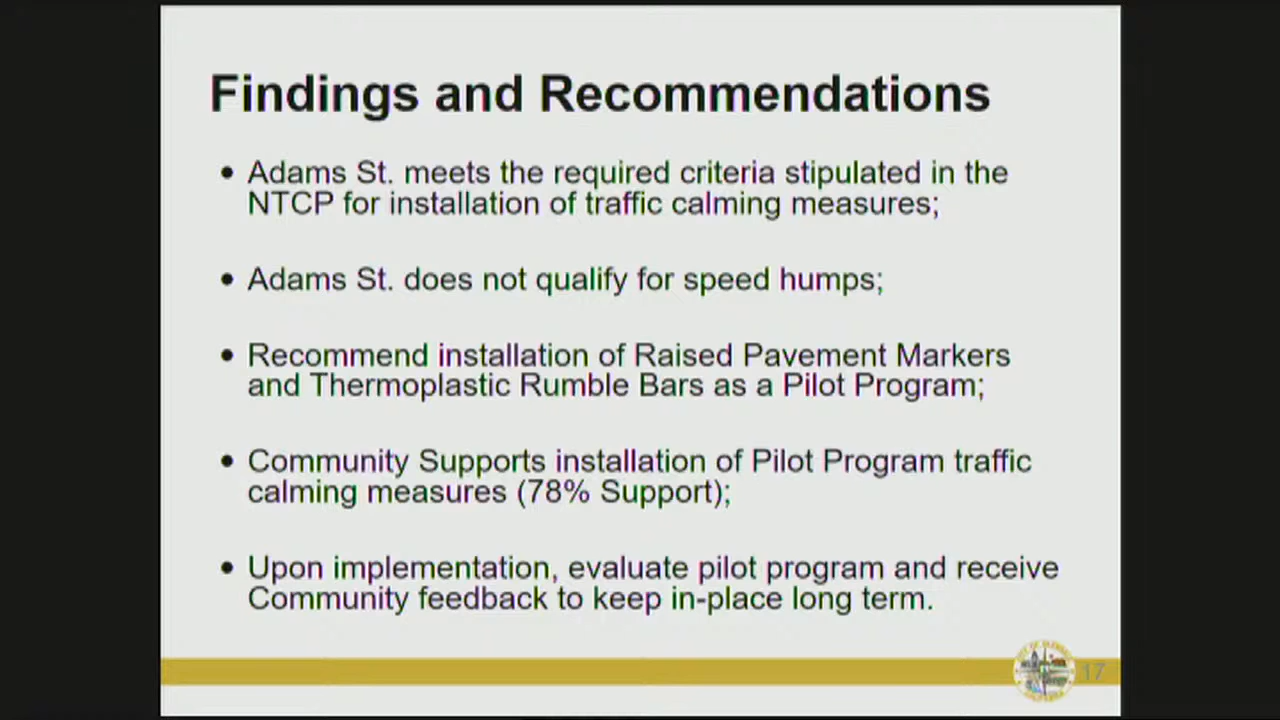 Findings and Recommendations
• Adams St. meets the required criteria stipulated in the
NTCP for installation of traffic calming measures;
• Adams St. does not qualify for speed humps;
• Recommend installation of Raised Pavement Markers
and Thermoplastic Rumble Bars as a Pilot Program;
• Community Supports installation of Pilot Program traffic
calming measures (78% Support);
• Upon implementation, evaluate pilot program and receive
Community feedback to keep in-place long term.
17